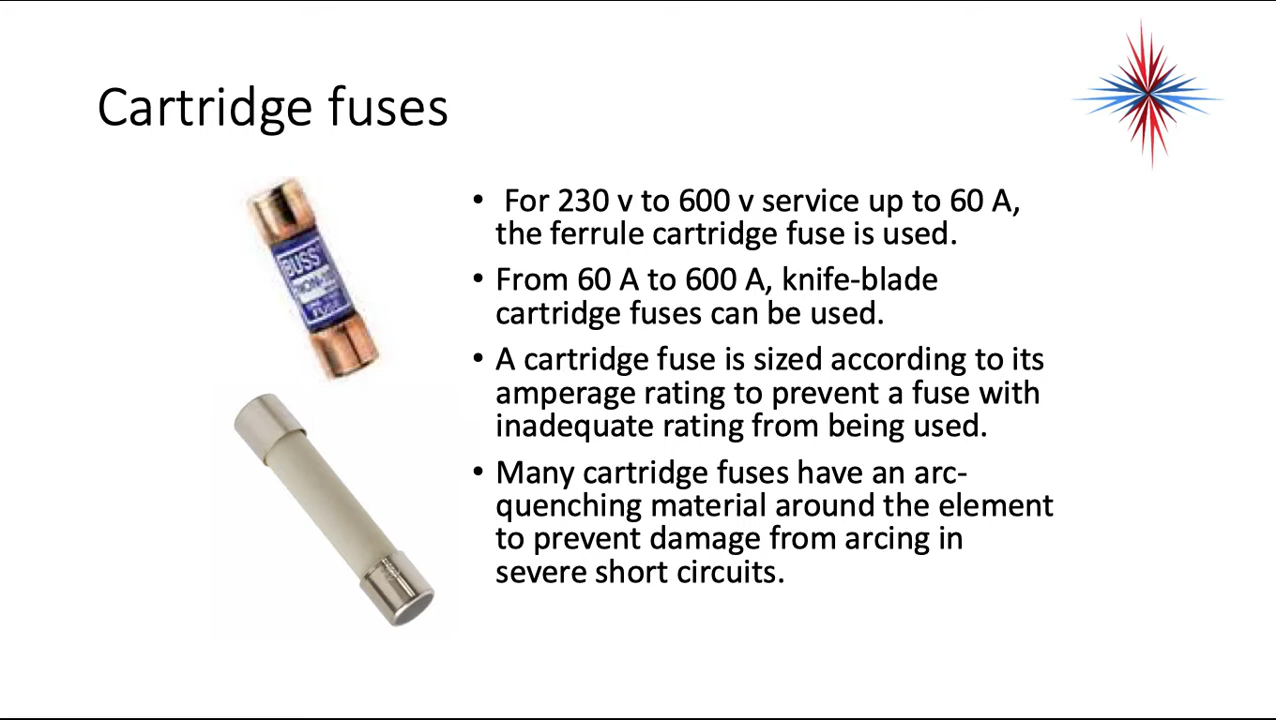 Cartridge fuses
• For 230 v to 600 v service up to 60 A,
the ferrule cartridge fuse is used.
• From 60 A to 600 A, knife-blade
cartridge fuses can be used.
• A cartridge fuse is sized according to its
amperage rating to prevent a fuse with
inadequate rating from being used.
• Many cartridge fuses have an arc-
quenching material around the element
to prevent damage from arcing in
severe short circuits.
BUSS
FUSE